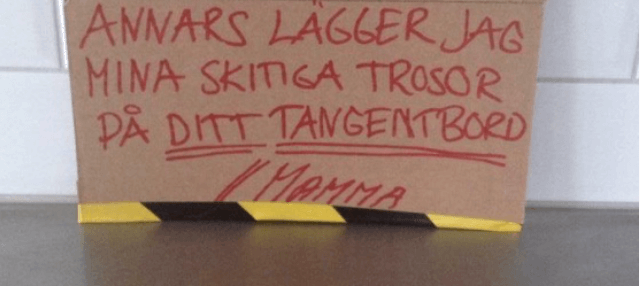 ANNARS LÄGGER JAG
MINA SKITIGA TROSOR
PÅ DITT TANGENTBORD
// MAMMA